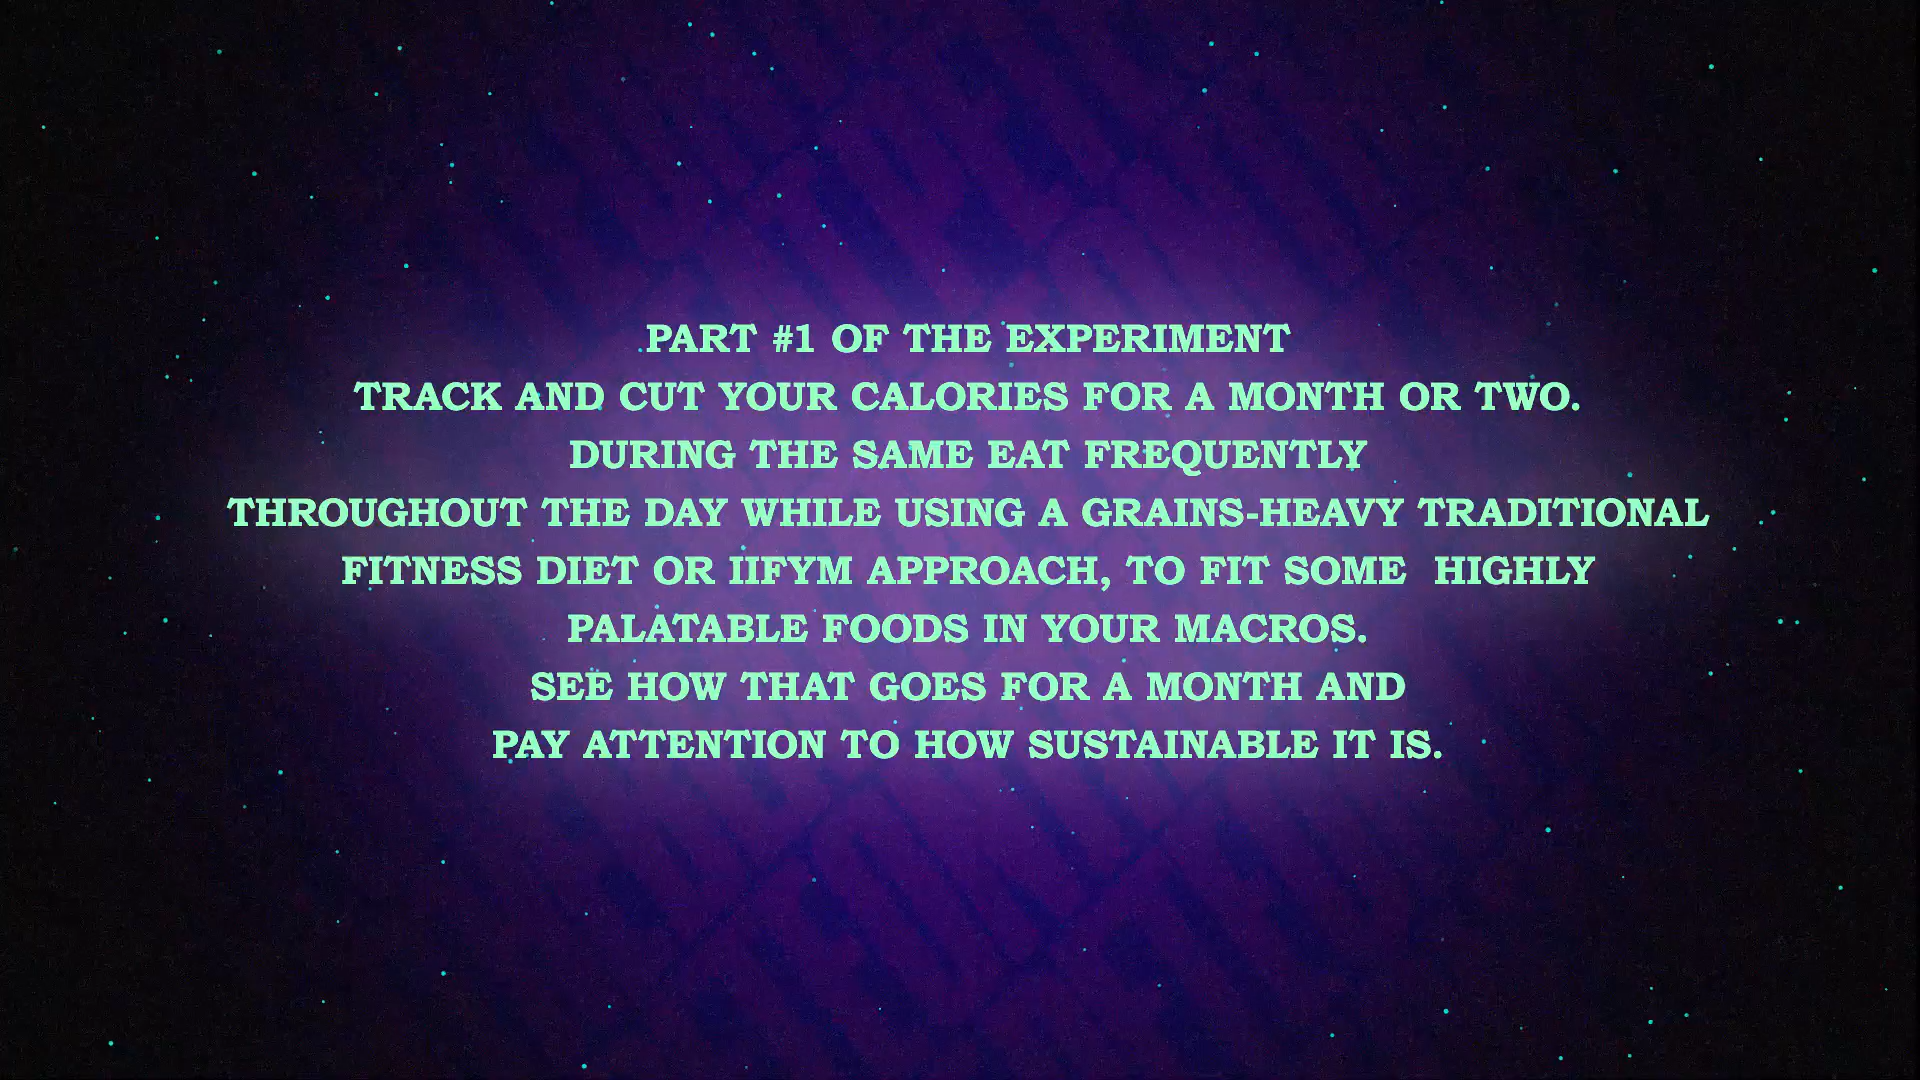 PART #1 OF THE EXPERIMENT
TRACK AND CUT YOUR CALORIES FOR A MONTH OR TWO.
DURING THE SAME EAT FREQUENTLY
THROUGHOUT THE DAY WHILE USING A GRAINS-HEAVY TRADITIONAL
FITNESS DIET OR IIFYM APPROACH, TO FIT SOME  HIGHLY
PALATABLE FOODS IN YOUR MACROS.
SEE HOW THAT GOES FOR A MONTH AND
PAY ATTENTION TO HOW SUSTAINABLE IT IS.